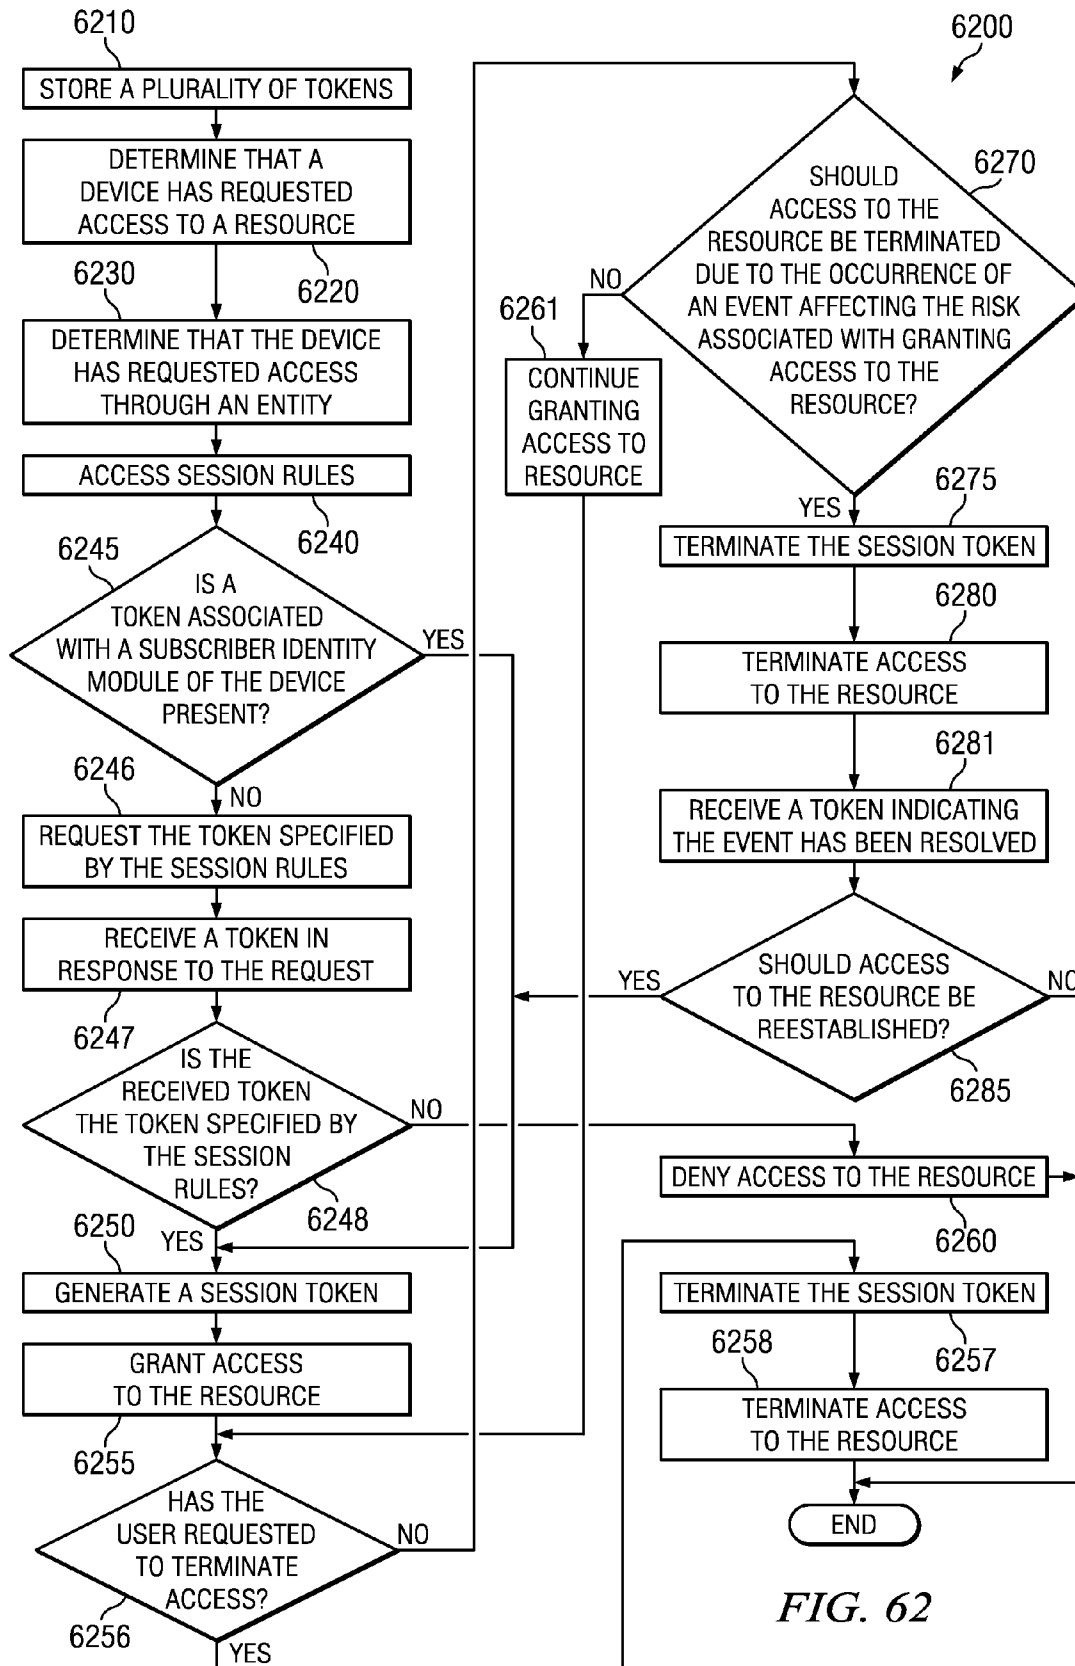 6210
STORE A PLURALITY OF TOKENS
DETERMINE THAT A
DEVICE HAS REQUESTED
ACCESS TO A RESOURCE
6220
6230
DETERMINE THAT THE DEVICE
HAS REQUESTED ACCESS
THROUGH AN ENTITY
ACCESS SESSION RULES
6240
6245
IS A
TOKEN ASSOCIATED
WITH A SUBSCRIBER IDENTITY
MODULE OF THE DEVICE
PRESENT?
YES
NO
6246
REQUEST THE TOKEN SPECIFIED
BY THE SESSION RULES
RECEIVE A TOKEN IN
RESPONSE TO THE REQUEST
6247
IS THE
RECEIVED TOKEN
THE TOKEN SPECIFIED BY
THE SESSION
RULES?
NO
6248
YES
6250
GENERATE A SESSION TOKEN
GRANT ACCESS
TO THE RESOURCE
6255
HAS THE
USER REQUESTED
TO TERMINATE
ACCESS?
NO
6256
YES
6200
6270
SHOULD
ACCESS TO THE
RESOURCE BE TERMINATED
DUE TO THE OCCURRENCE OF
AN EVENT AFFECTING THE RISK
ASSOCIATED WITH GRANTING
ACCESS TO THE
RESOURCE?
NO
6261
CONTINUE
GRANTING
ACCESS TO
RESOURCE
YES
6275
TERMINATE THE SESSION TOKEN
6280
TERMINATE ACCESS
TO THE RESOURCE
6281
RECEIVE A TOKEN INDICATING
THE EVENT HAS BEEN RESOLVED
SHOULD ACCESS
TO THE RESOURCE BE
REESTABLISHED?
YES
NO
6285
DENY ACCESS TO THE RESOURCE
6260
TERMINATE THE SESSION TOKEN
6257
6258
TERMINATE ACCESS
TO THE RESOURCE
END
FIG. 62